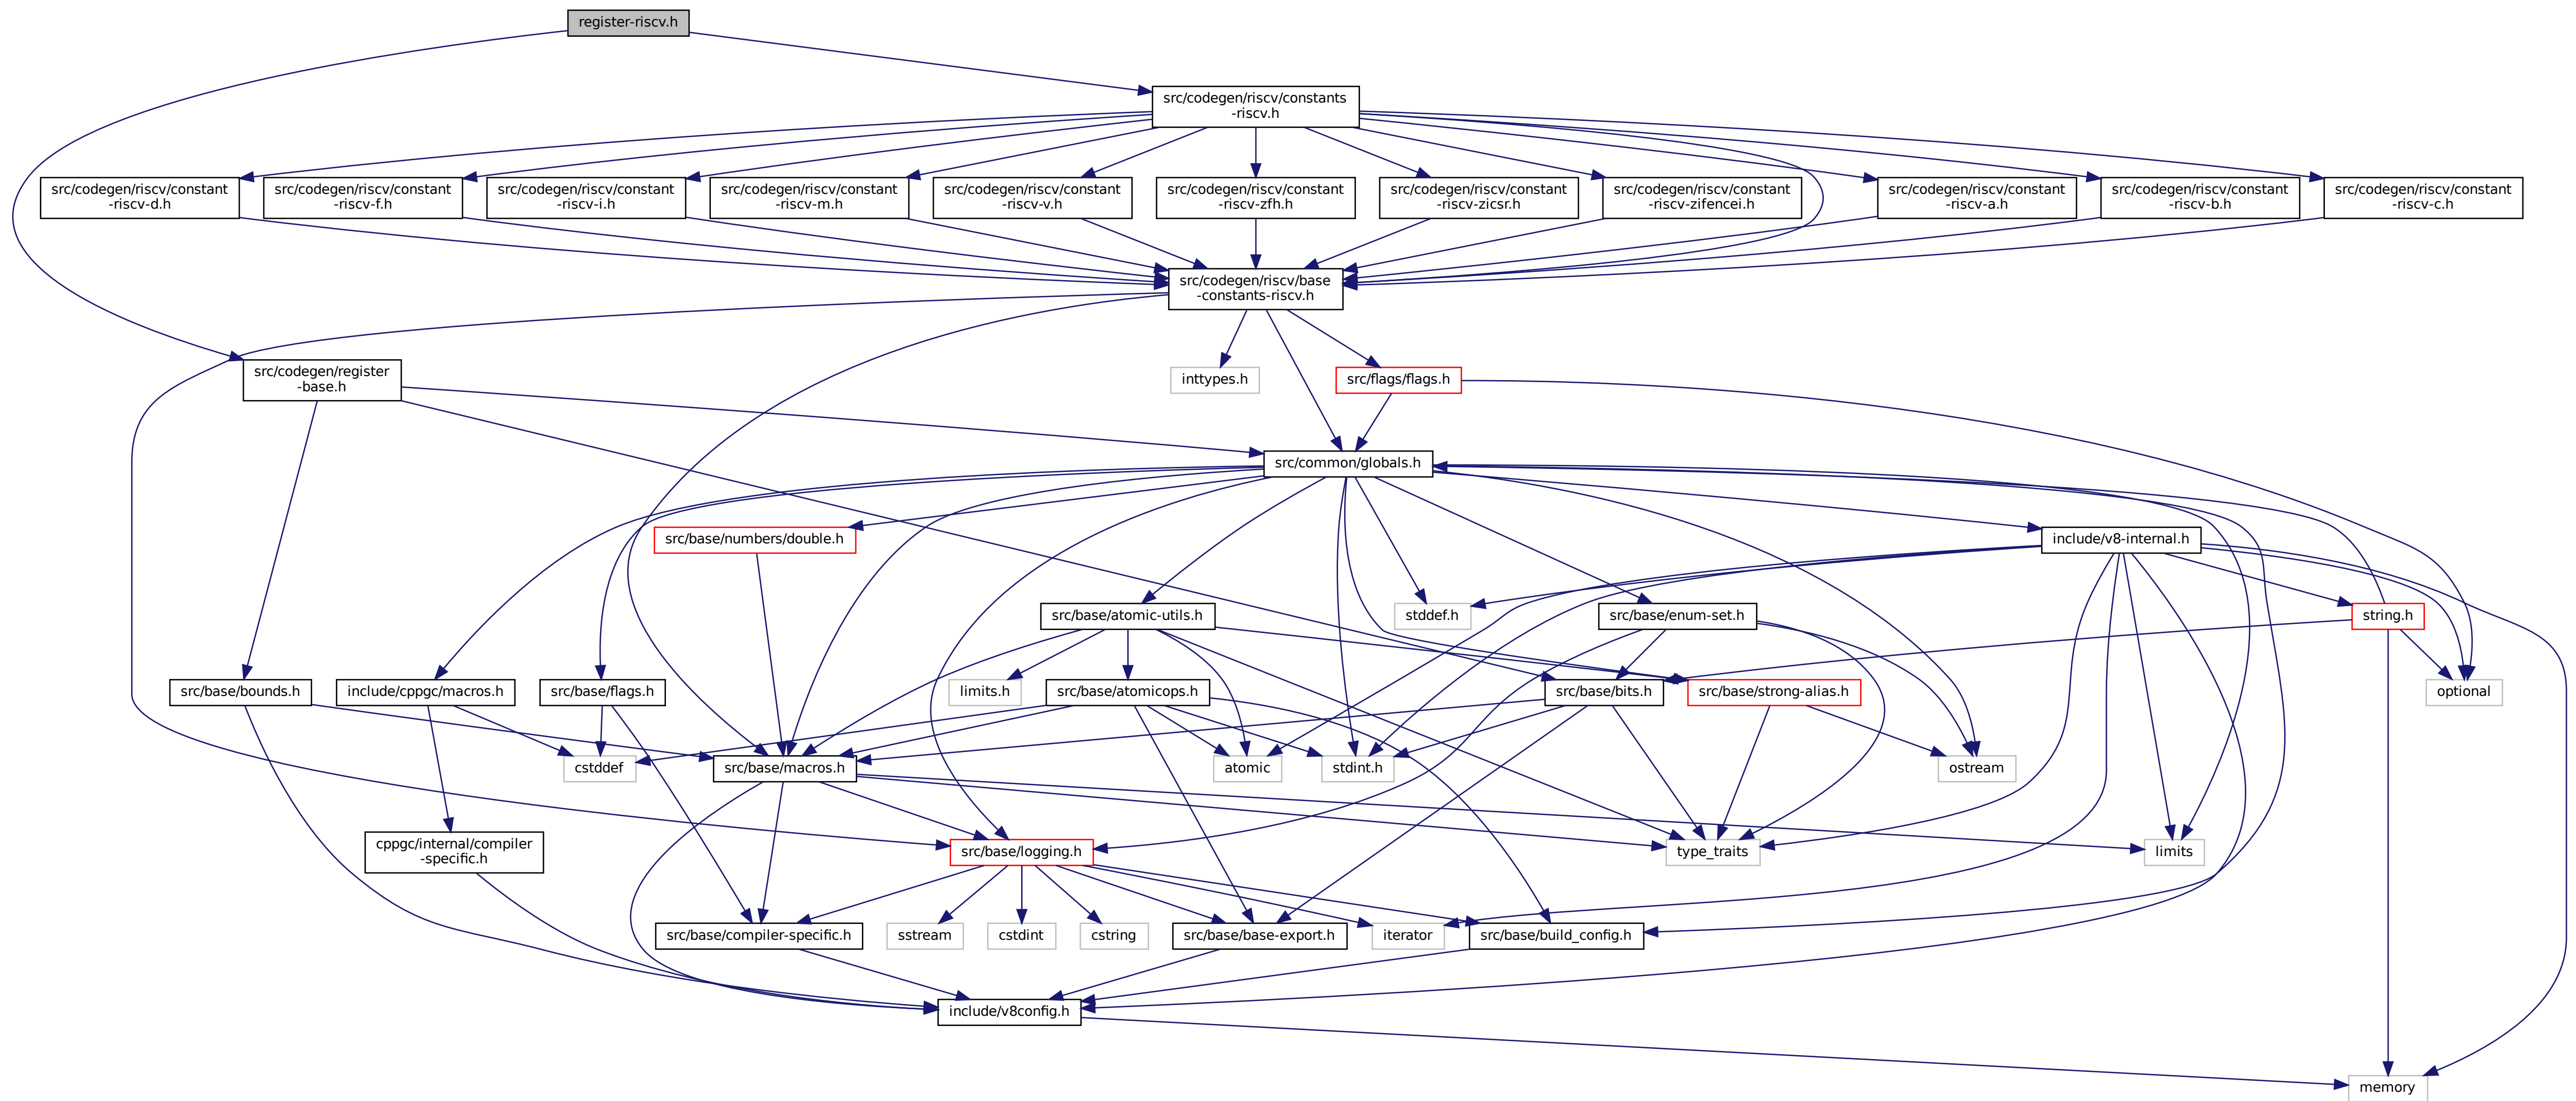 register-riscv.h
src/codegen/riscv/constants
-riscv.h
src/codegen/riscv/constant
-riscv-d.h
src/codegen/riscv/constant
-riscv-f.h
src/codegen/riscv/constant
-riscv-i.h
src/codegen/riscv/constant
-riscv-m.h
src/codegen/riscv/constant
-riscv-v.h
src/codegen/riscv/constant
-riscv-zfh.h
src/codegen/riscv/constant
-riscv-zicsr.h
src/codegen/riscv/constant
-riscv-zifencei.h
src/codegen/riscv/constant
-riscv-a.h
src/codegen/riscv/constant
-riscv-b.h
src/codegen/riscv/constant
-riscv-c.h
src/codegen/riscv/base
-constants-riscv.h
src/codegen/register
-base.h
inttypes.h
src/flags/flags.h
src/common/globals.h
src/base/numbers/double.h
include/v8-internal.h
src/base/atomic-utils.h
stddef.h
src/base/enum-set.h
string.h
src/base/bounds.h
include/cppgc/macros.h
src/base/flags.h
limits.h
src/base/atomicops.h
src/base/bits.h
src/base/strong-alias.h
optional
cstddef
src/base/macros.h
atomic
stdint.h
ostream
cppgc/internal/compiler
-specific.h
src/base/logging.h
type_traits
limits
src/base/compiler-specific.h
sstream
cstdint
cstring
src/base/base-export.h
iterator
src/base/build_config.h
include/v8config.h
memory